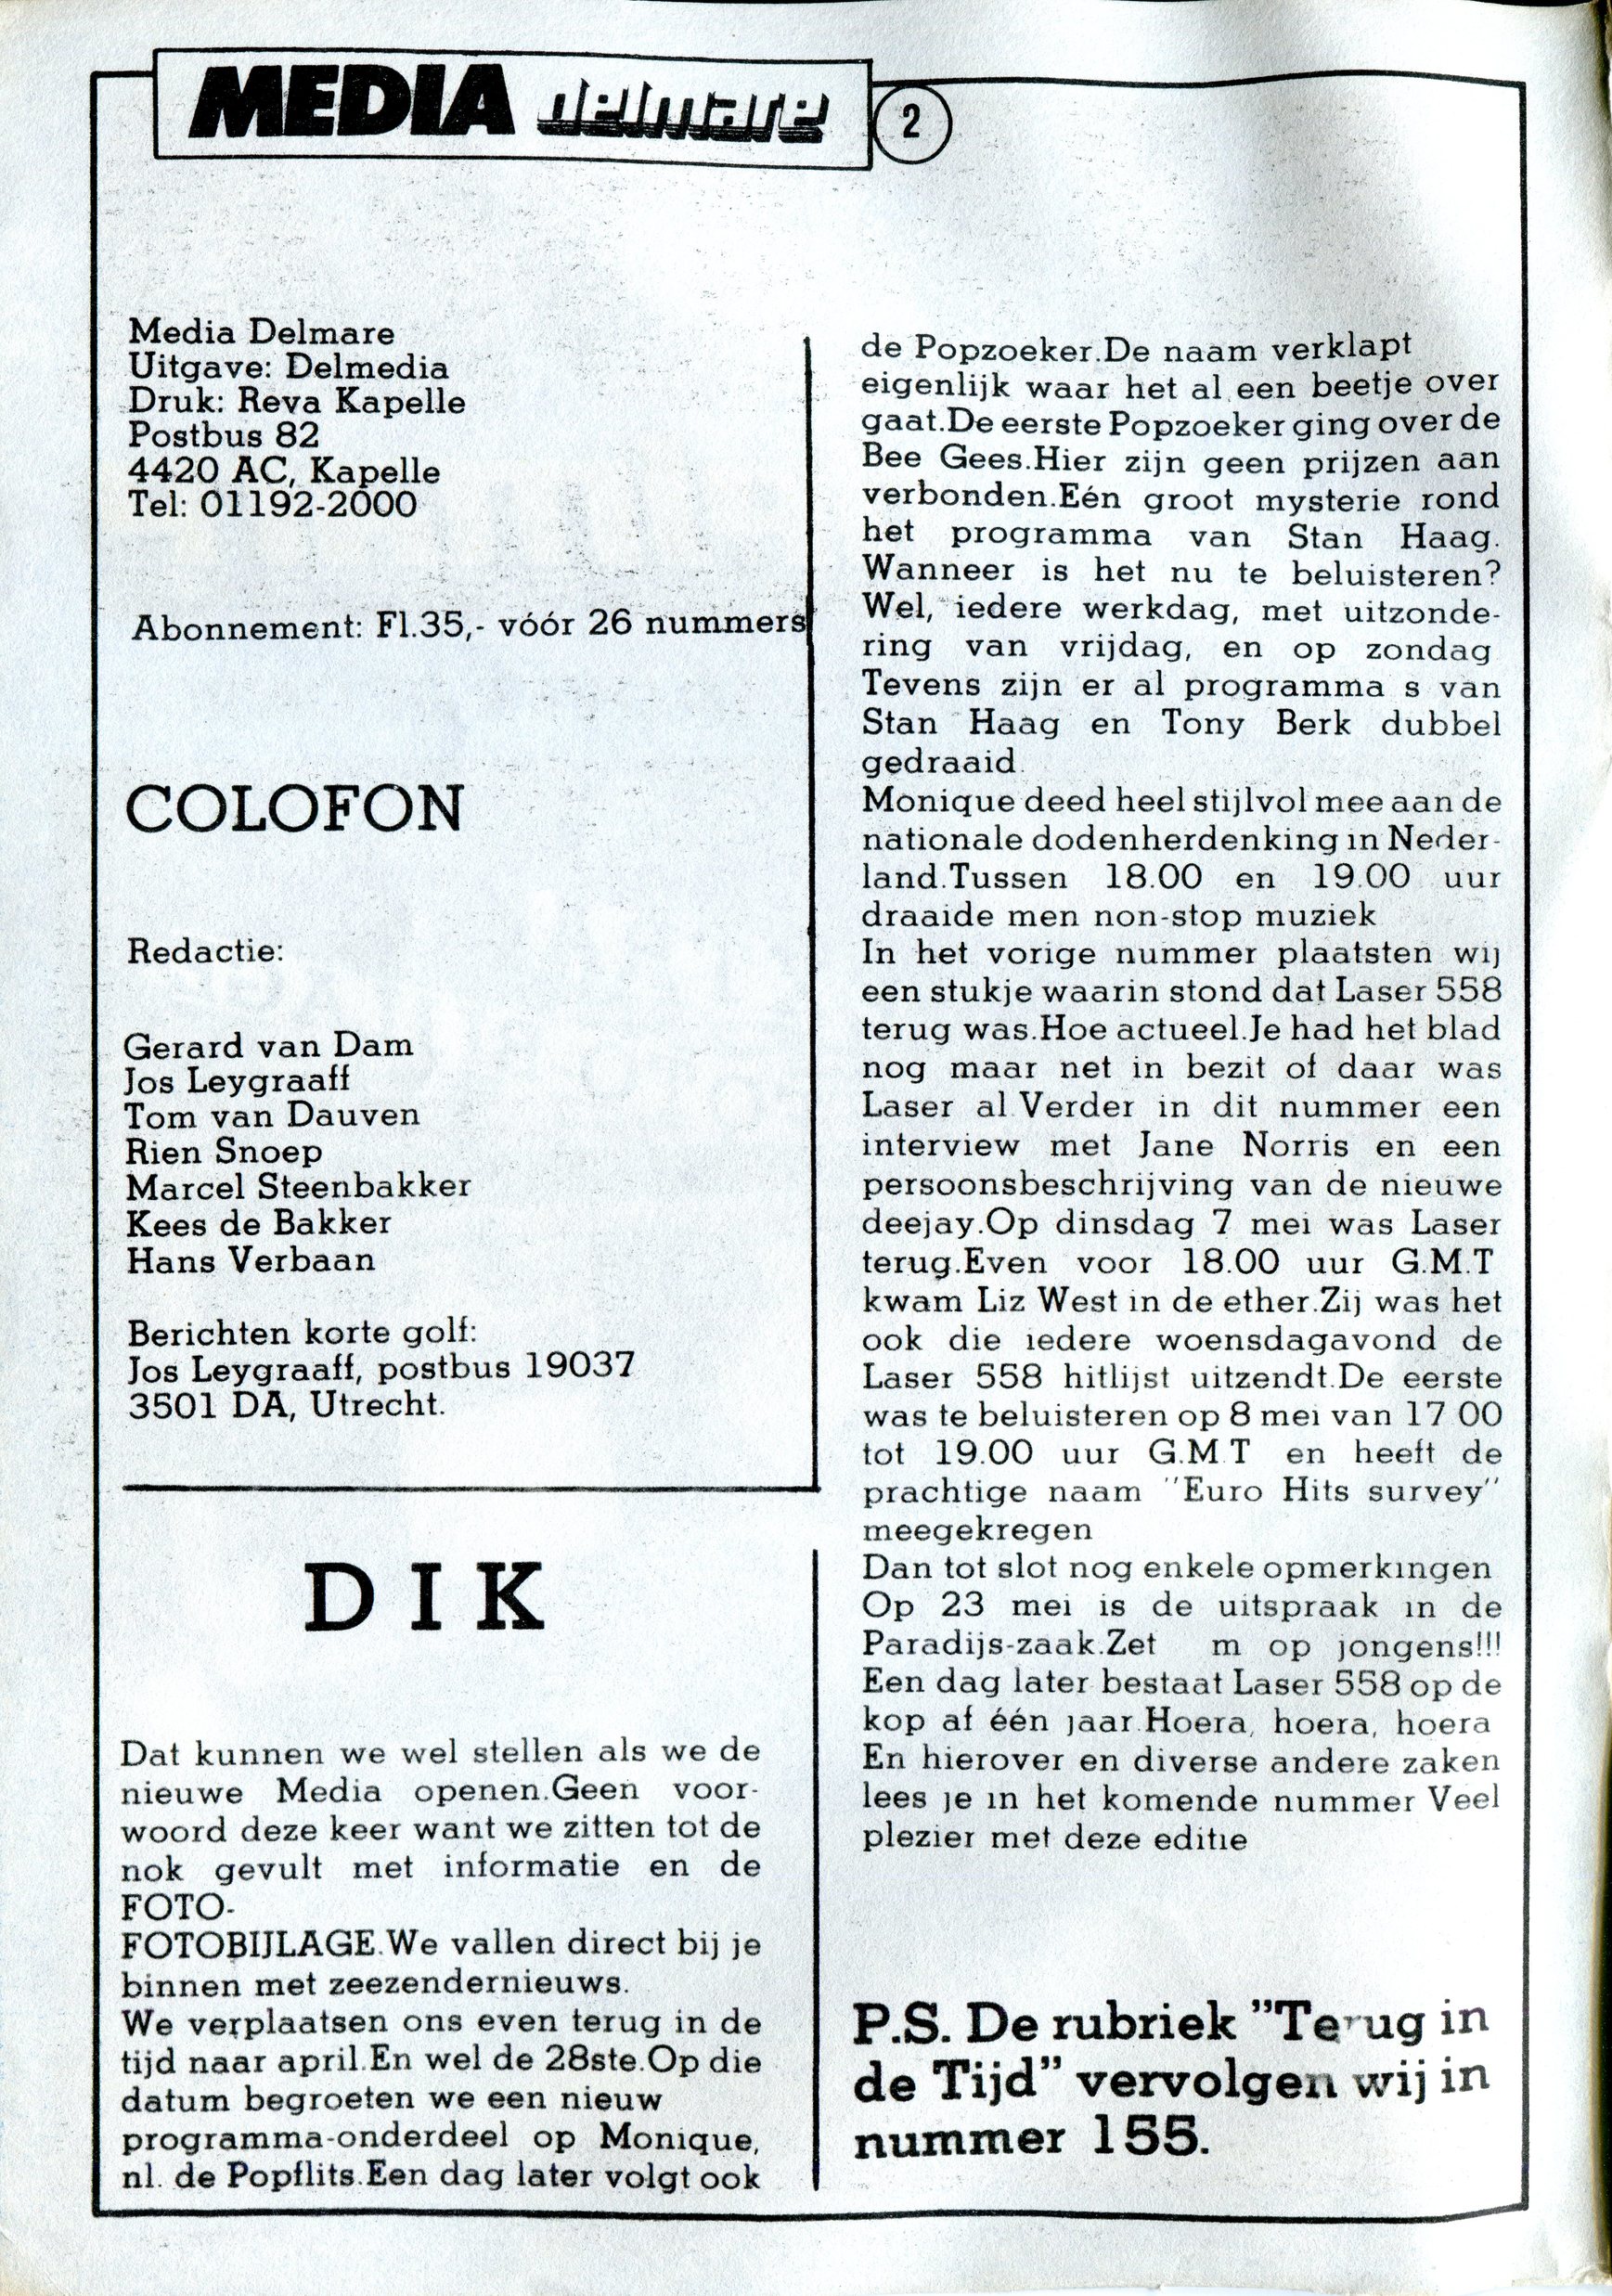 MEDIA delmare
2
Media Delmare
Uitgave: Delmedia
Druk: Reva Kapelle
Postbus 82
4420 AC, Kapelle
Tel: 01192-2000
Abonnement: Fl.35,- vóór 26 nummers
COLOFON
Redactie:
Gerard van Dam
Jos Leygraaff
Tom van Dauven
Rien Snoep
Marcel Steenbakker
Kees de Bakker
Hans Verbaan
Berichten korte golf:
Jos Leygraaff, postbus 19037
3501 DA, Utrecht.
D I K
Dat kunnen we wel stellen als we de
nieuwe Media openen.Geen voor-
woord deze keer want we zitten tot de
nok gevult met informatie en de
FOTO-
FOTOBIJLAGE.We vallen direct bij je
binnen met zeezendernieuws.
We verplaatsen ons even terug in de
tijd naar april.En wel de 28ste.Op die
datum begroeten we een nieuw
programma-onderdeel op Monique,
nl. de Popflits.Een dag later volgt ook
de Popzoeker.De naam verklapt
eigenlijk waar het al een beetje over
gaat.De eerste Popzoeker ging over de
Bee Gees.Hier zijn geen prijzen aan
verbonden.Eén groot mysterie rond
het programma van Stan Haag.
Wanneer is het nu te beluisteren?
Wel, iedere werkdag, met uitzonde-
ring van vrijdag, en op zondag
Tevens zijn er al programma s van
Stan Haag en Tony Berk dubbel
gedraaid.
Monique deed heel stijlvol mee aan de
nationale dodenherdenking in Neder-
land.Tussen 18.00 en 19.00 uur
draaide men non-stop muziek
In het vorige nummer plaatsten wij
een stukje waarin stond dat Laser 558
terug was.Hoe actueel.Je had het blad
nog maar net in bezit of daar was
Laser al.Verder in dit nummer een
interview met Jane Norris en een
persoonsbeschrijving van de nieuwe
deejay.Op dinsdag 7 mei was Laser
terug.Even voor 18.00 uur G.M.T
kwam Liz West in de ether.Zij was het
ook die iedere woensdagavond de
Laser 558 hitlijst uitzendt.De eerste
was te beluisteren op 8 mei van 17 00
tot 19.00 uur G.M T en heeft de
prachtige naam "Euro Hits survey"
meegekregen
Dan tot slot nog enkele opmerkingen
Op 23 mei is de uitspraak in de
Paradijs-zaak.Zet m op jongens!!!
Een dag later bestaat Laser 558 op de
kop af één jaar.Hoera, hoera, hoera
En hierover en diverse andere zaken
lees je in het komende nummer Veel
plezier met deze editie
P.S. De rubriek "Terug in
de Tijd" vervolgen wij in
nummer 155.